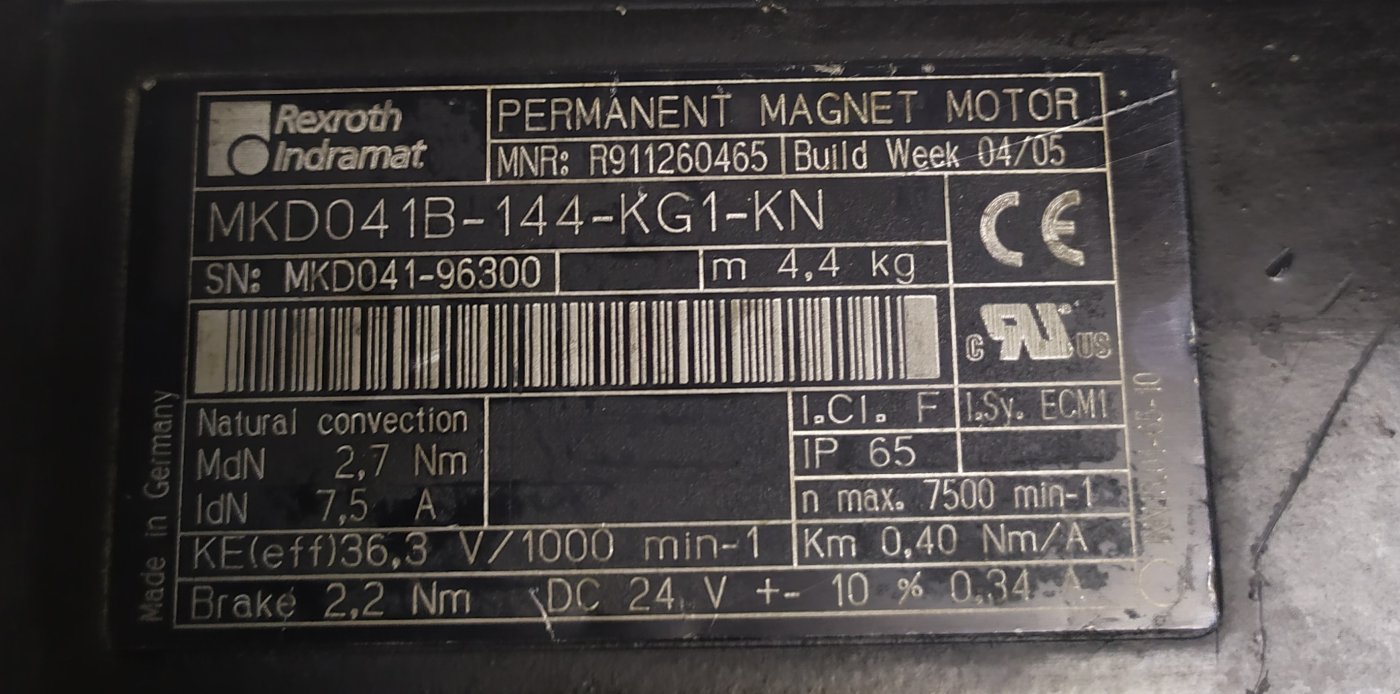 Rexroth
Indramat
PERMANENT MAGNET MOTOR
MNR: R911260465 Build Week 04/05
MKD041B-144-KG1-KN
CE
SN: MKD041-96300 m 4,4 kg
c RU US
Natural convection
MdN 2,7 Nm
IdN 7,5 A
I.Cl. F I.Sy. ECM1
IP 65
n max. 7500 min-1
KE(eff)36,3 V/1000 min-1 Km 0,40 Nm/A
Brake 2,2 Nm DC 24 V +- 10 % 0,34 A
Made in Germany